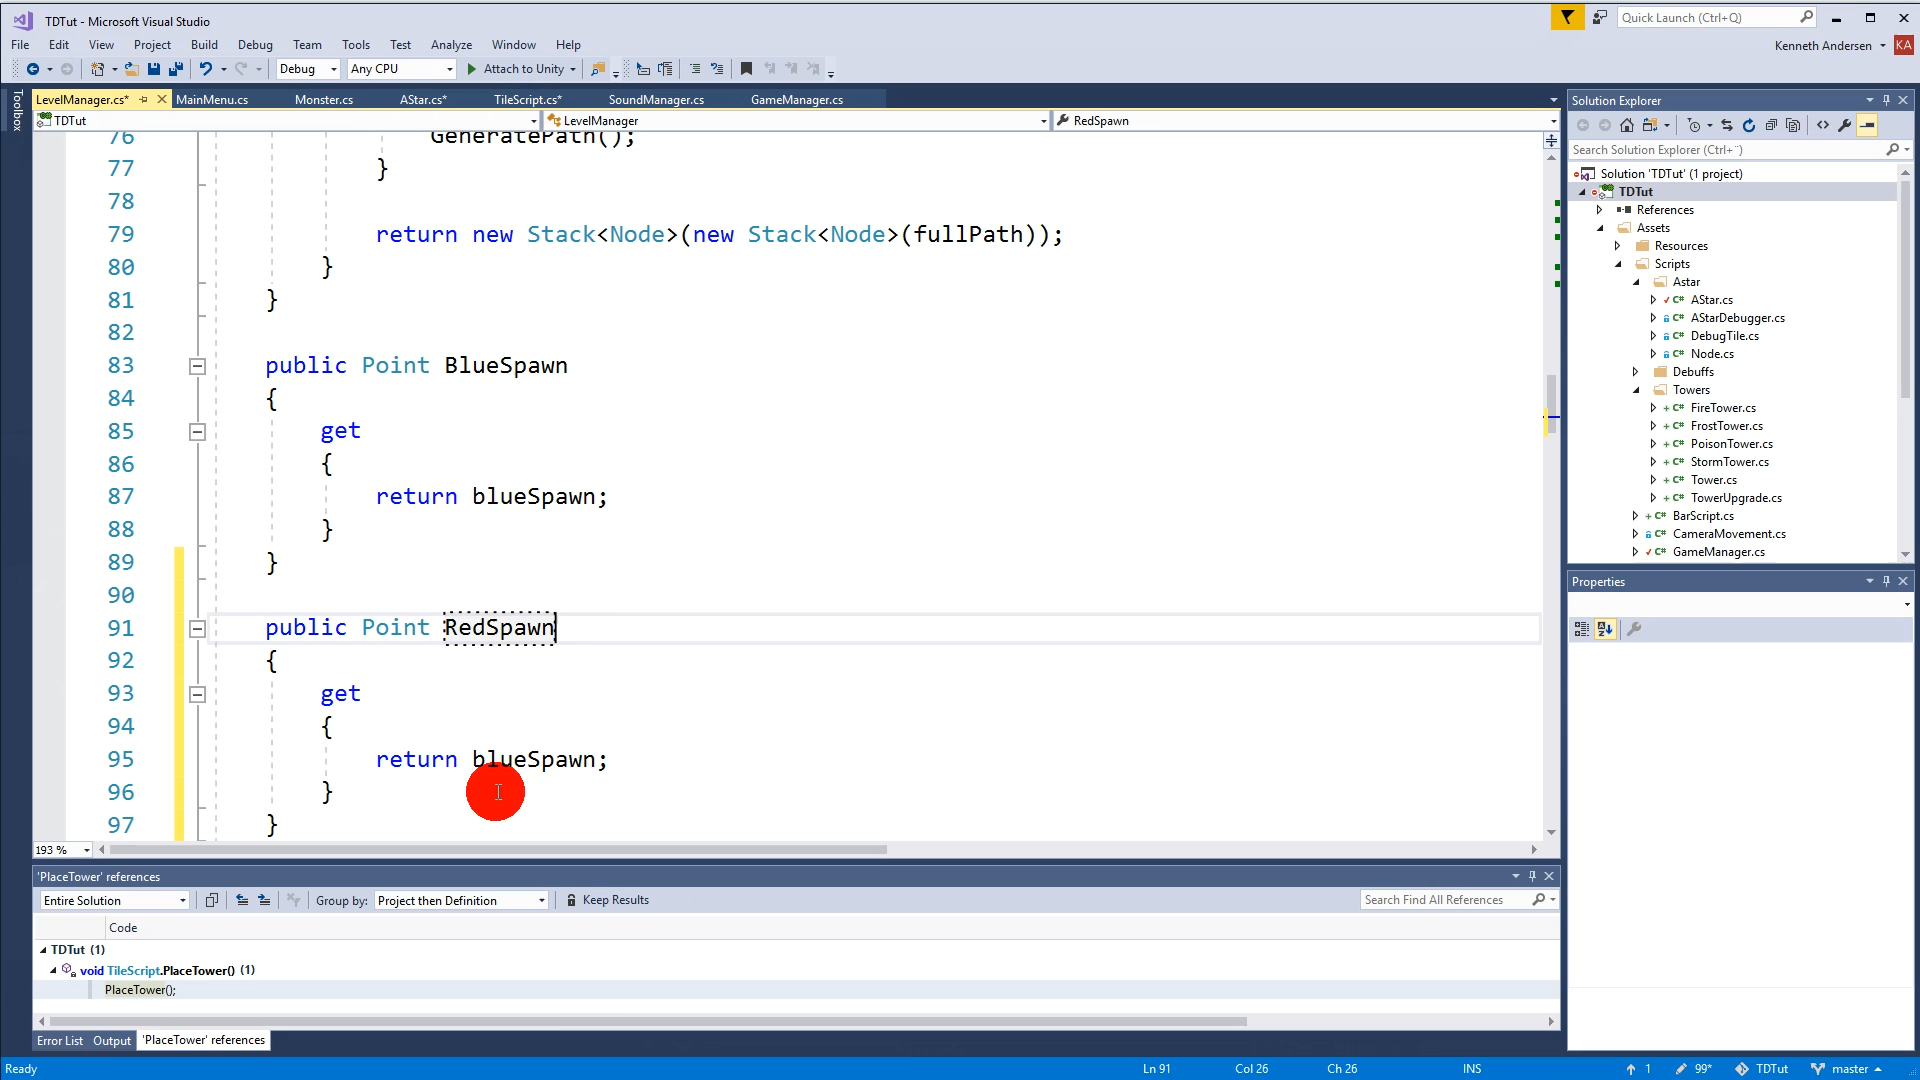 TDTut - Microsoft Visual Studio
Quick Launch (Ctrl+Q)
File Edit View Project Build Debug Team Tools Test Analyze Window Help
Kenneth Andersen KA
Debug Any CPU Attach to Unity
Toolbox
LevelManager.cs* MainMenu.cs Monster.cs AStar.cs* TileScript.cs* SoundManager.cs GameManager.cs
TDTut LevelManager RedSpawn
76 GeneratePath();
77 }
78
79 return new Stack<Node>(new Stack<Node>(fullPath));
80 }
81 }
82
83 public Point BlueSpawn
84 {
85 get
86 {
87 return blueSpawn;
88 }
89 }
90
91 public Point RedSpawn
92 {
93 get
94 {
95 return blueSpawn;
96 }
97 }
193 %
Solution Explorer
Search Solution Explorer (Ctrl+¨)
Solution 'TDTut' (1 project)
TDTut
References
Assets
Resources
Scripts
Astar
AStar.cs
AStarDebugger.cs
DebugTile.cs
Node.cs
Debuffs
Towers
FireTower.cs
FrostTower.cs
PoisonTower.cs
StormTower.cs
Tower.cs
TowerUpgrade.cs
BarScript.cs
CameraMovement.cs
GameManager.cs
Properties
'PlaceTower' references
Entire Solution Group by: Project then Definition Keep Results Search Find All References
Code
TDTut (1)
void TileScript.PlaceTower() (1)
PlaceTower();
Error List Output 'PlaceTower' references
Ready Ln 91 Col 26 Ch 26 INS 1 99* TDTut master